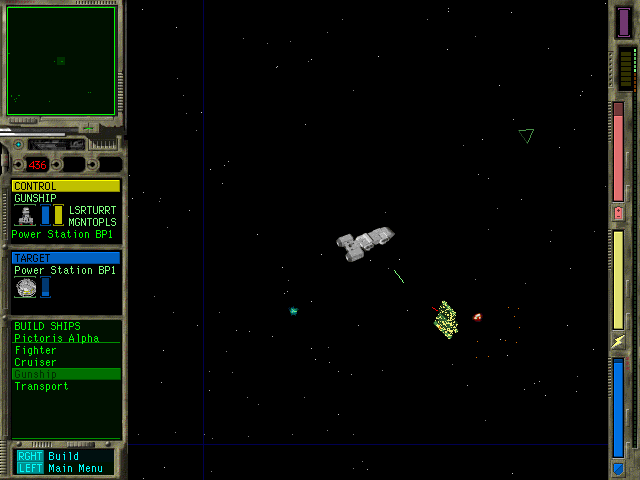 436
CONTROL
GUNSHIP
LSRTURRT
MGNTOPLS
Power Station BP1
TARGET
Power Station BP1
BUILD SHIPS
Pictoris Alpha
Fighter
Cruiser
Gunship
Transport
RGHT Build
LEFT Main Menu